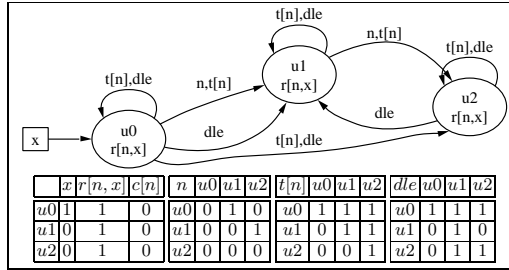 t[n],dle
u1
r[n,x]
n,t[n]
t[n],dle
u2
r[n,x]
t[n],dle
n,t[n]
dle
x
u0
r[n,x]
dle
t[n],dle
x r[n, x] c[n] n u0 u1 u2 t[n] u0 u1 u2 dle u0 u1 u2
u0 1 1 0 u0 0 1 0 u0 1 1 1 u0 1 1 1
u1 0 1 0 u1 0 0 1 u1 0 1 1 u1 0 1 0
u2 0 1 0 u2 0 0 0 u2 0 0 1 u2 0 1 1